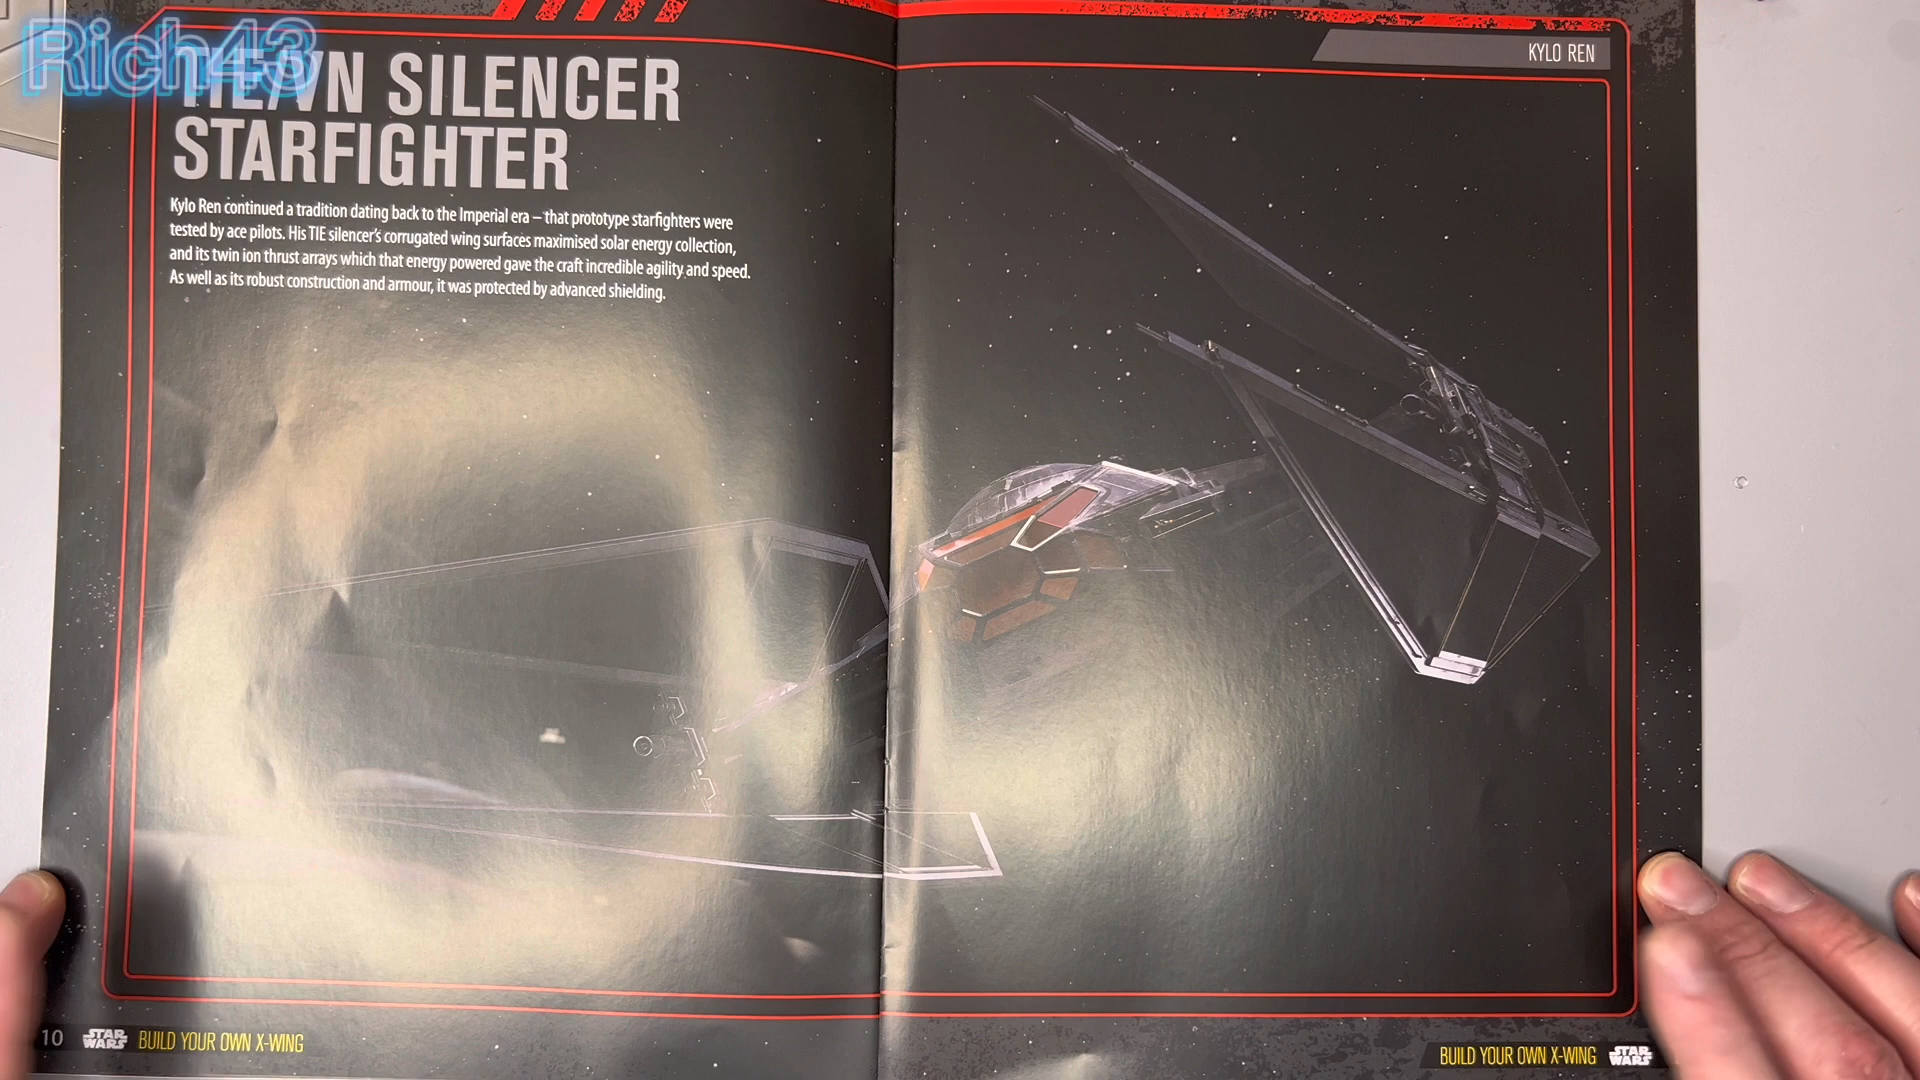 Rich43
TIE/VN SILENCER
STARFIGHTER
KYLO REN
Kylo Ren continued a tradition dating back to the Imperial era – that prototype starfighters were
tested by ace pilots. His TIE silencer's corrugated wing surfaces maximised solar energy collection,
and its twin ion thrust arrays which that energy powered gave the craft incredible agility and speed.
As well as its robust construction and armour, it was protected by advanced shielding.
10 STAR WARS BUILD YOUR OWN X-WING
BUILD YOUR OWN X-WING STAR WARS